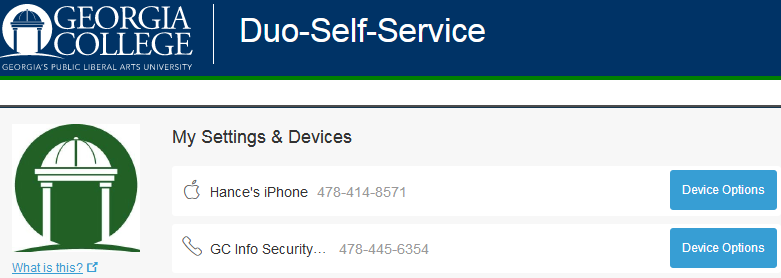 GEORGIA
COLLEGE
GEORGIA'S PUBLIC LIBERAL ARTS UNIVERSITY
Duo-Self-Service
My Settings & Devices
Hance's iPhone 478-414-8571
Device Options
GC Info Security... 478-445-6354
Device Options
What is this?